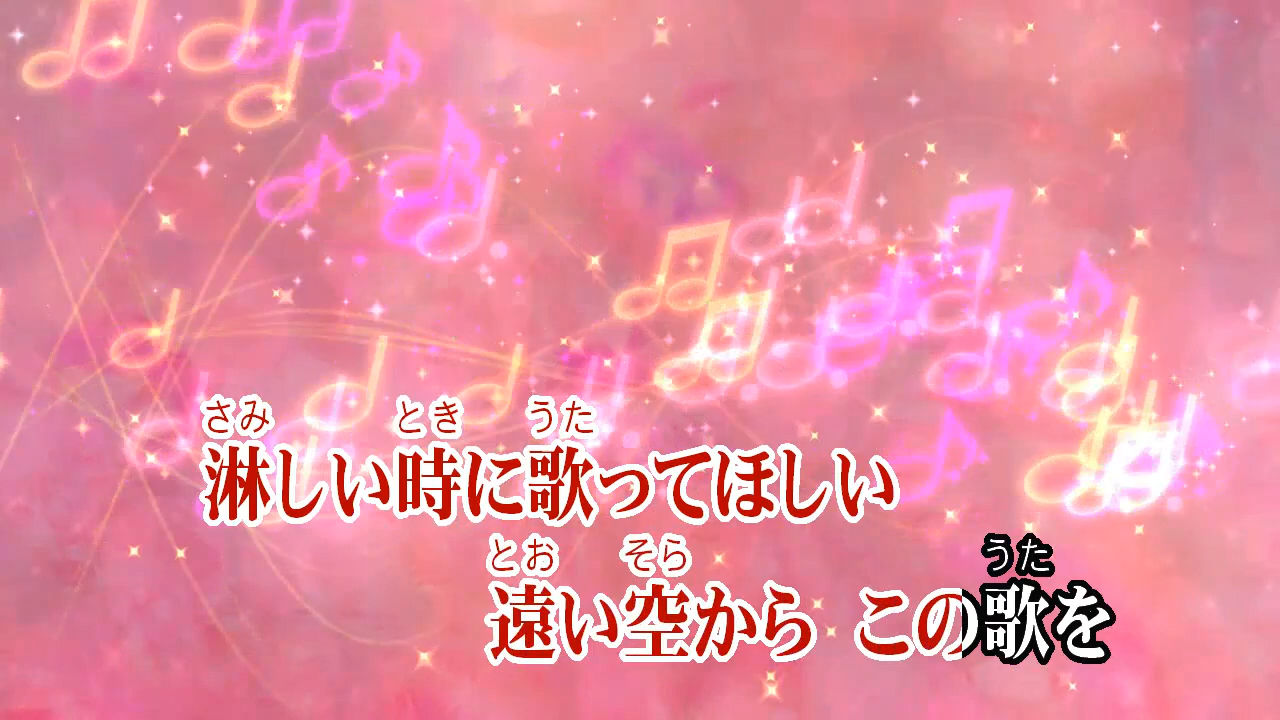 さみ とき うた
淋しい時に歌ってほしい
とお そら うた
遠い空から この歌を